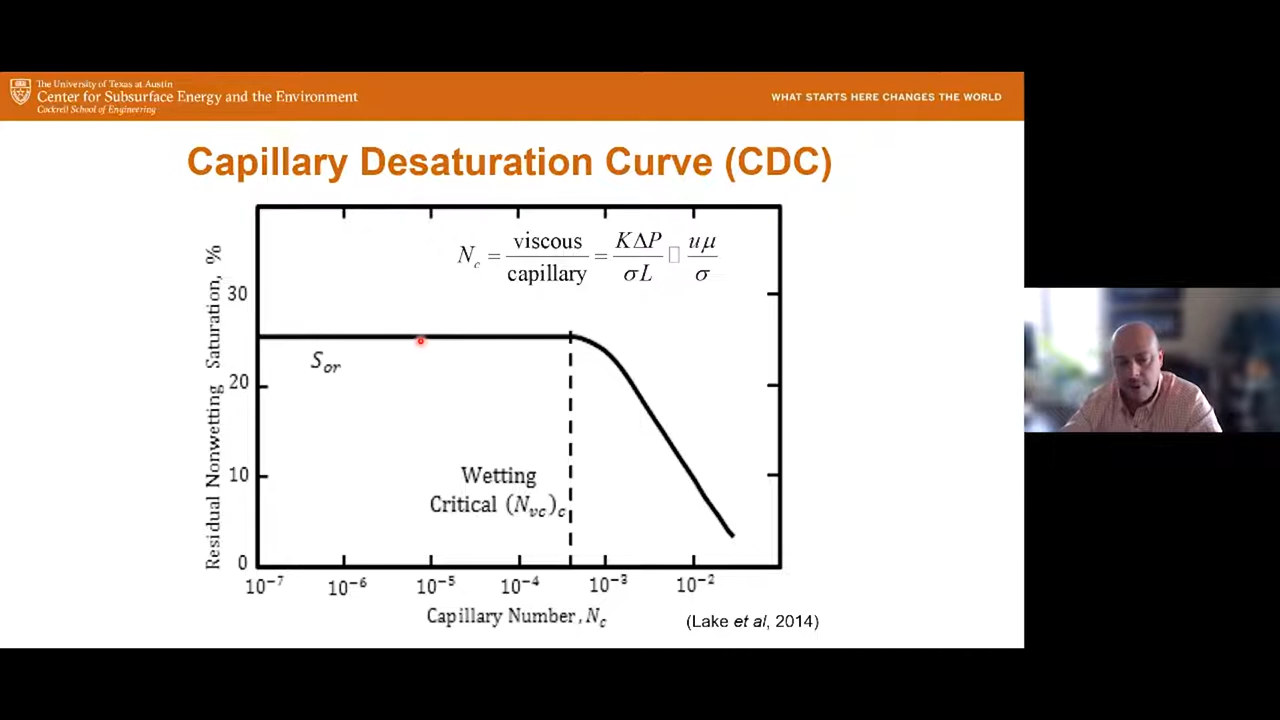 The University of Texas at Austin
Center for Subsurface Energy and the Environment
Cockrell School of Engineering
WHAT STARTS HERE CHANGES THE WORLD
Capillary Desaturation Curve (CDC)
N_c = viscous/capillary = KΔP/σL □ uμ/σ
Residual Nonwetting Saturation, %
30
20
10
0
S_or
Wetting
Critical (N_vc)_c
10^-7 10^-6 10^-5 10^-4 10^-3 10^-2
Capillary Number, N_c
(Lake et al, 2014)